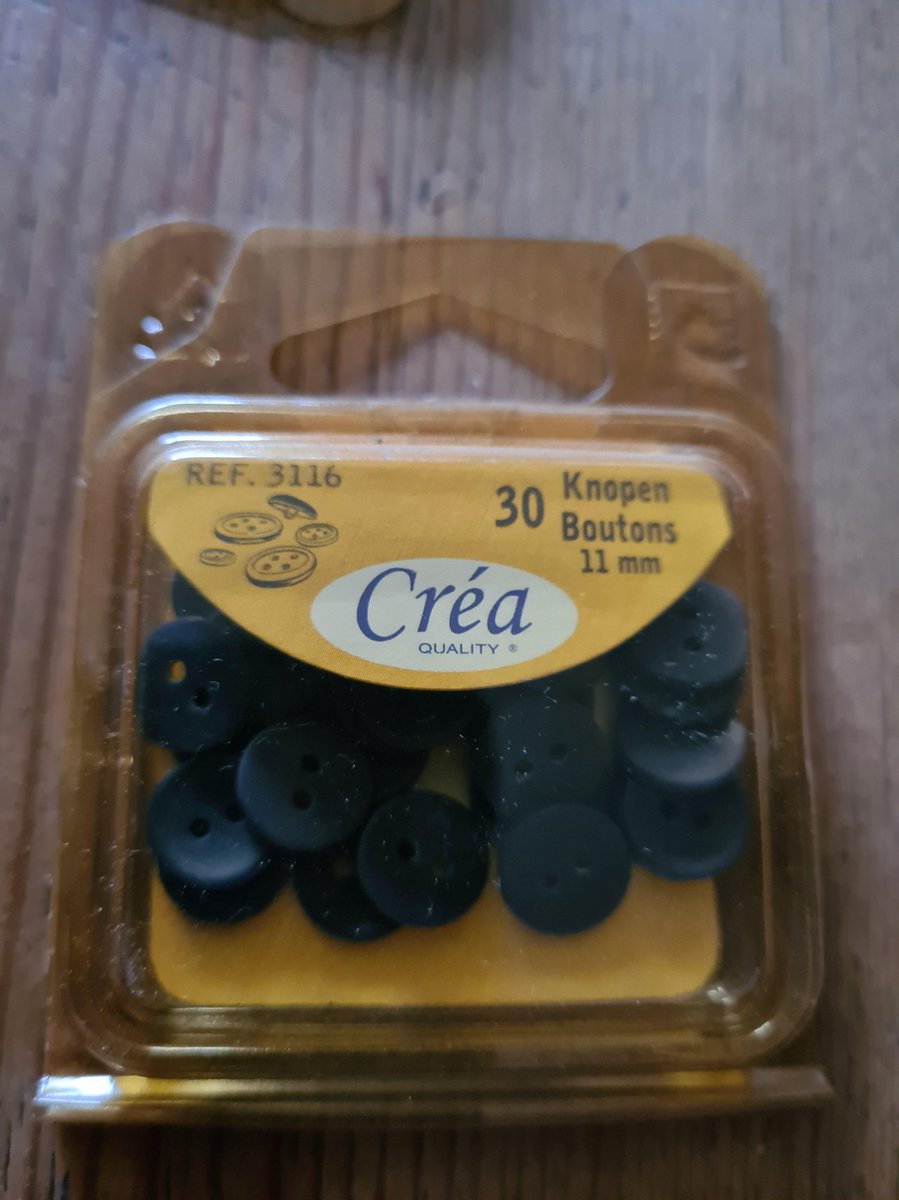 REF. 3116
30 Knopen
Boutons
11 mm
Créa
QUALITY ®